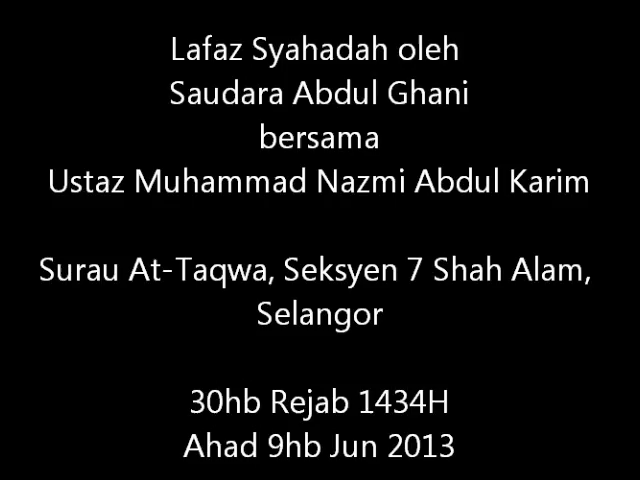 Lafaz Syahadah oleh
Saudara Abdul Ghani
bersama
Ustaz Muhammad Nazmi Abdul Karim
Surau At-Taqwa, Seksyen 7 Shah Alam,
Selangor
30hb Rejab 1434H
Ahad 9hb Jun 2013